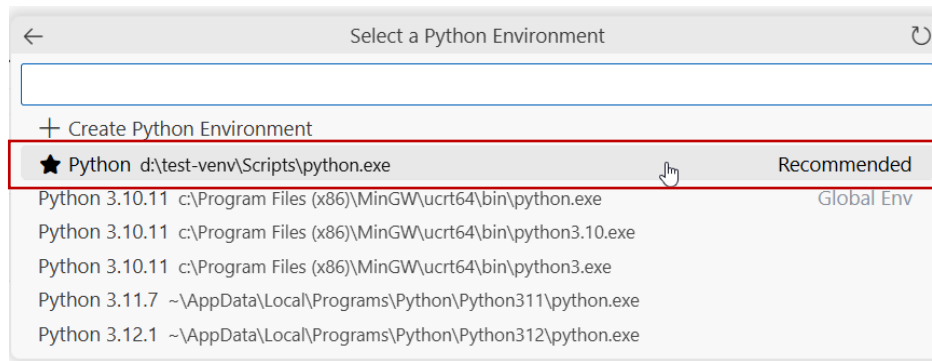 Select a Python Environment
Create Python Environment
Python d:\test-venv\Scripts\python.exe Recommended
Python 3.10.11 c:\Program Files (x86)\MinGW\ucrt64\bin\python.exe Global Env
Python 3.10.11 c:\Program Files (x86)\MinGW\ucrt64\bin\python3.10.exe
Python 3.10.11 c:\Program Files (x86)\MinGW\ucrt64\bin\python3.exe
Python 3.11.7 ~\AppData\Local\Programs\Python\Python311\python.exe
Python 3.12.1 ~\AppData\Local\Programs\Python\Python312\python.exe